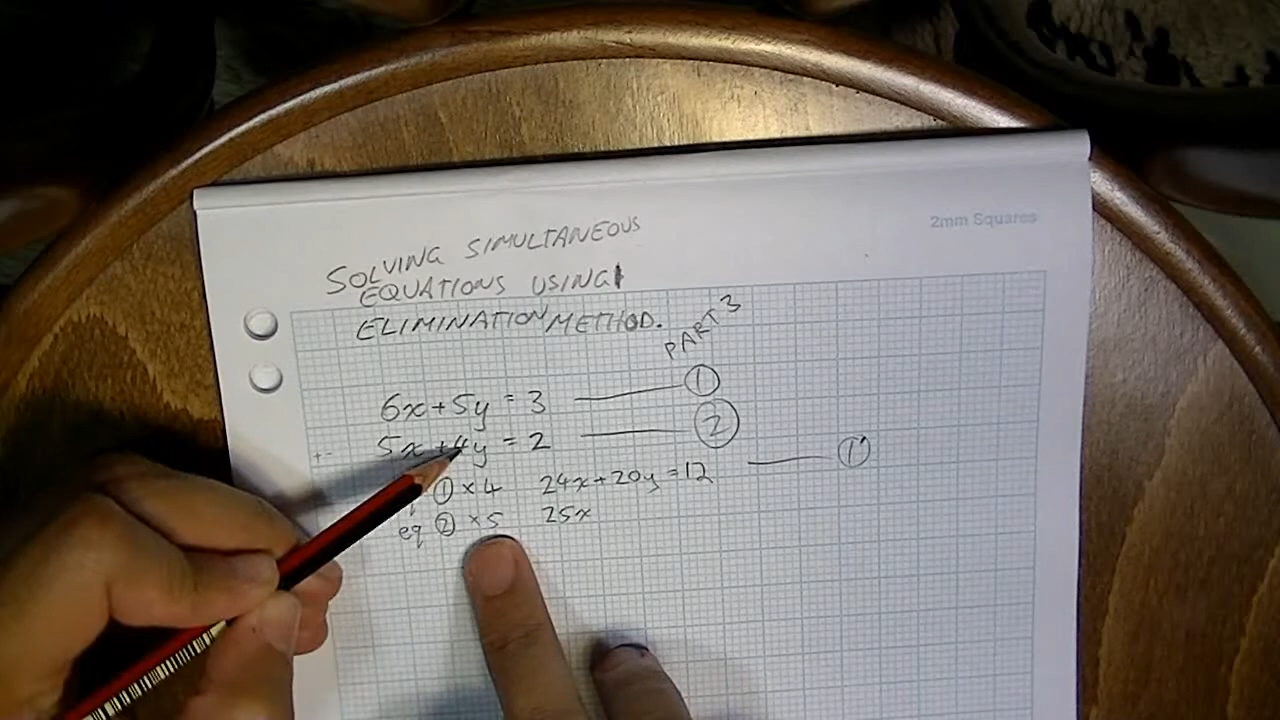 2mm Squares
SOLVING SIMULTANEOUS
EQUATIONS USING
ELIMINATION METHOD.
PART 3
6x+5y = 3 ——— ①
5x+4y = 2 ——— ②
① × 4 24x+20y = 12 ——— ①'
eq ② × 5 25x